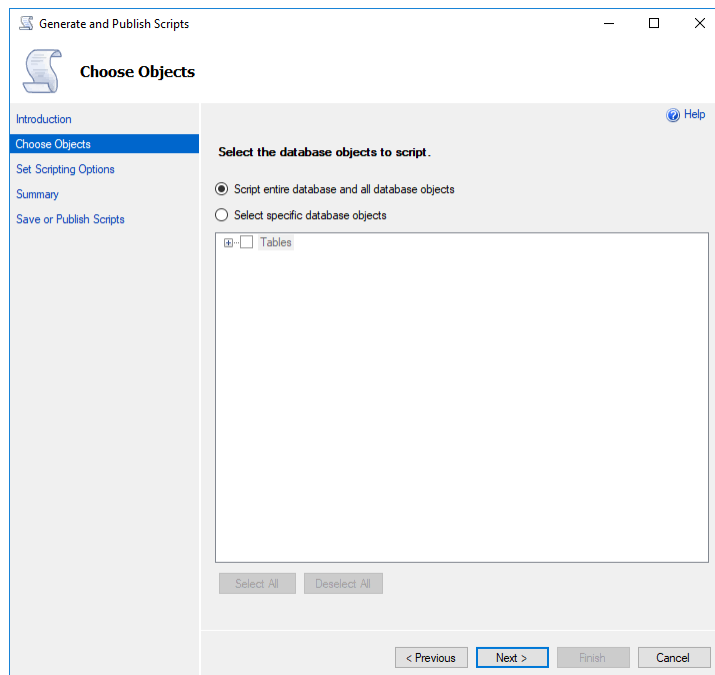 Generate and Publish Scripts
Choose Objects
Help
Introduction
Choose Objects
Set Scripting Options
Summary
Save or Publish Scripts
Select the database objects to script.
Script entire database and all database objects
Select specific database objects
Tables
Select All Deselect All
< Previous Next > Finish Cancel